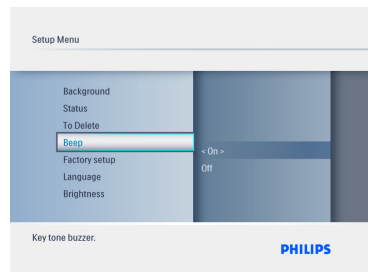 Setup Menu
Background
Status
To Delete
Beep
Factory setup
Language
Brightness
< On >
Off
Key tone buzzer.
PHILIPS